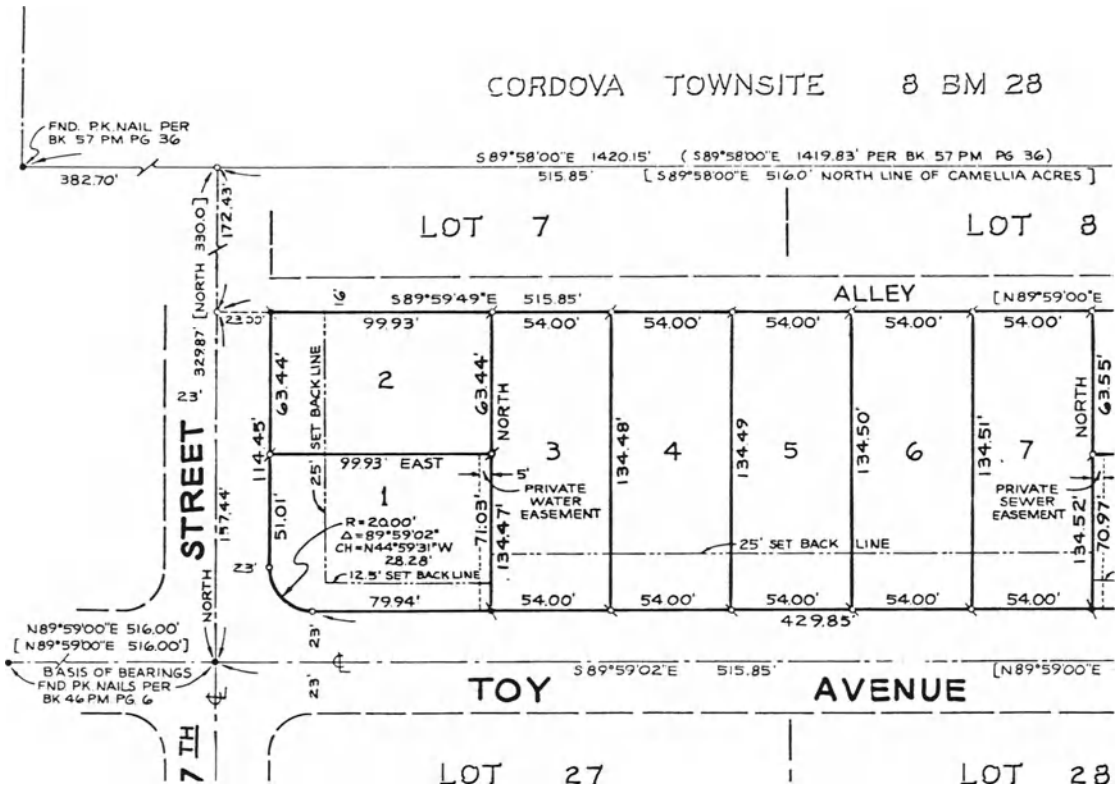 CORDOVA TOWNSITE 8 BM 28
FND. P.K. NAIL PER
BK 57 PM PG 36
382.70'
S89°58'00"E 1420.15' (S89°58'00"E 1419.83' PER BK 57 PM PG 36)
515.85' [S89°58'00"E 516.0' NORTH LINE OF CAMELLIA ACRES]
LOT 7
LOT 8
172.43'
[NORTH 330.0]
329.87'
16'
S89°59'49"E 515.85'
ALLEY
[N89°59'00"E
23.00'
99.93'
54.00'
54.00'
54.00'
54.00'
54.00'
63.44'
2
63.44'
NORTH
25' SET BACK LINE
23'
STREET
114.45'
157.44'
NORTH
99.93' EAST
3
134.48'
4
134.49
5
134.50'
6
134.51'
7
NORTH
63.55'
5'
PRIVATE
WATER
EASEMENT
PRIVATE
SEWER
EASEMENT
1
51.01'
R=20.00'
Δ=89°59'02"
CH=N44°59'31"W
28.28'
71.03'
134.47'
134.52'
70.97'
25' SET BACK LINE
23'
12.5' SET BACK LINE
79.94'
54.00'
54.00'
54.00'
54.00'
54.00'
429.85'
23'
N89°59'00"E 516.00'
[N89°59'00"E 516.00']
BASIS OF BEARINGS
FND PK. NAILS PER
BK 46 PM PG 6
℄
S89°59'02"E 515.85'
[N89°59'00"E
23'
℄
TOY AVENUE
7TH
LOT 27
LOT 28